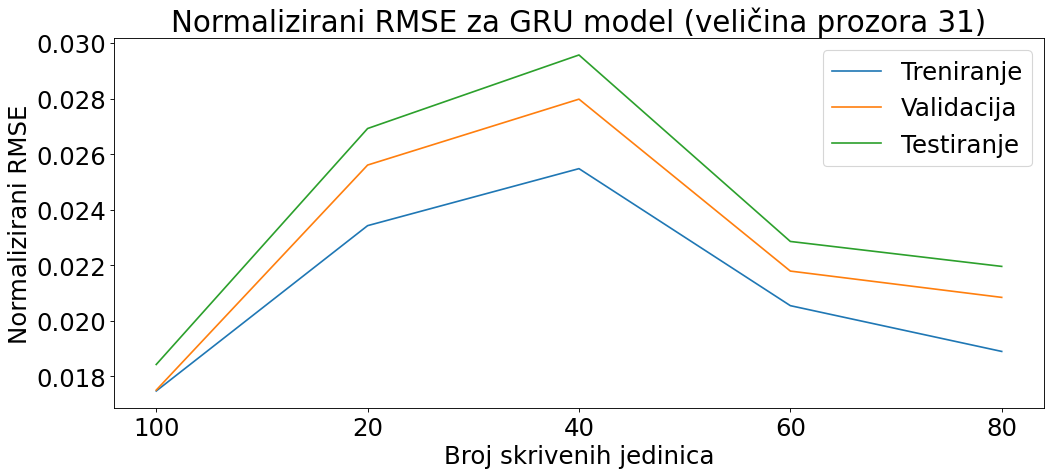 Normalizirani RMSE za GRU model (veličina prozora 31)
Normalizirani RMSE
0.030
0.028
0.026
0.024
0.022
0.020
0.018
Treniranje
Validacija
Testiranje
100 20 40 60 80
Broj skrivenih jedinica